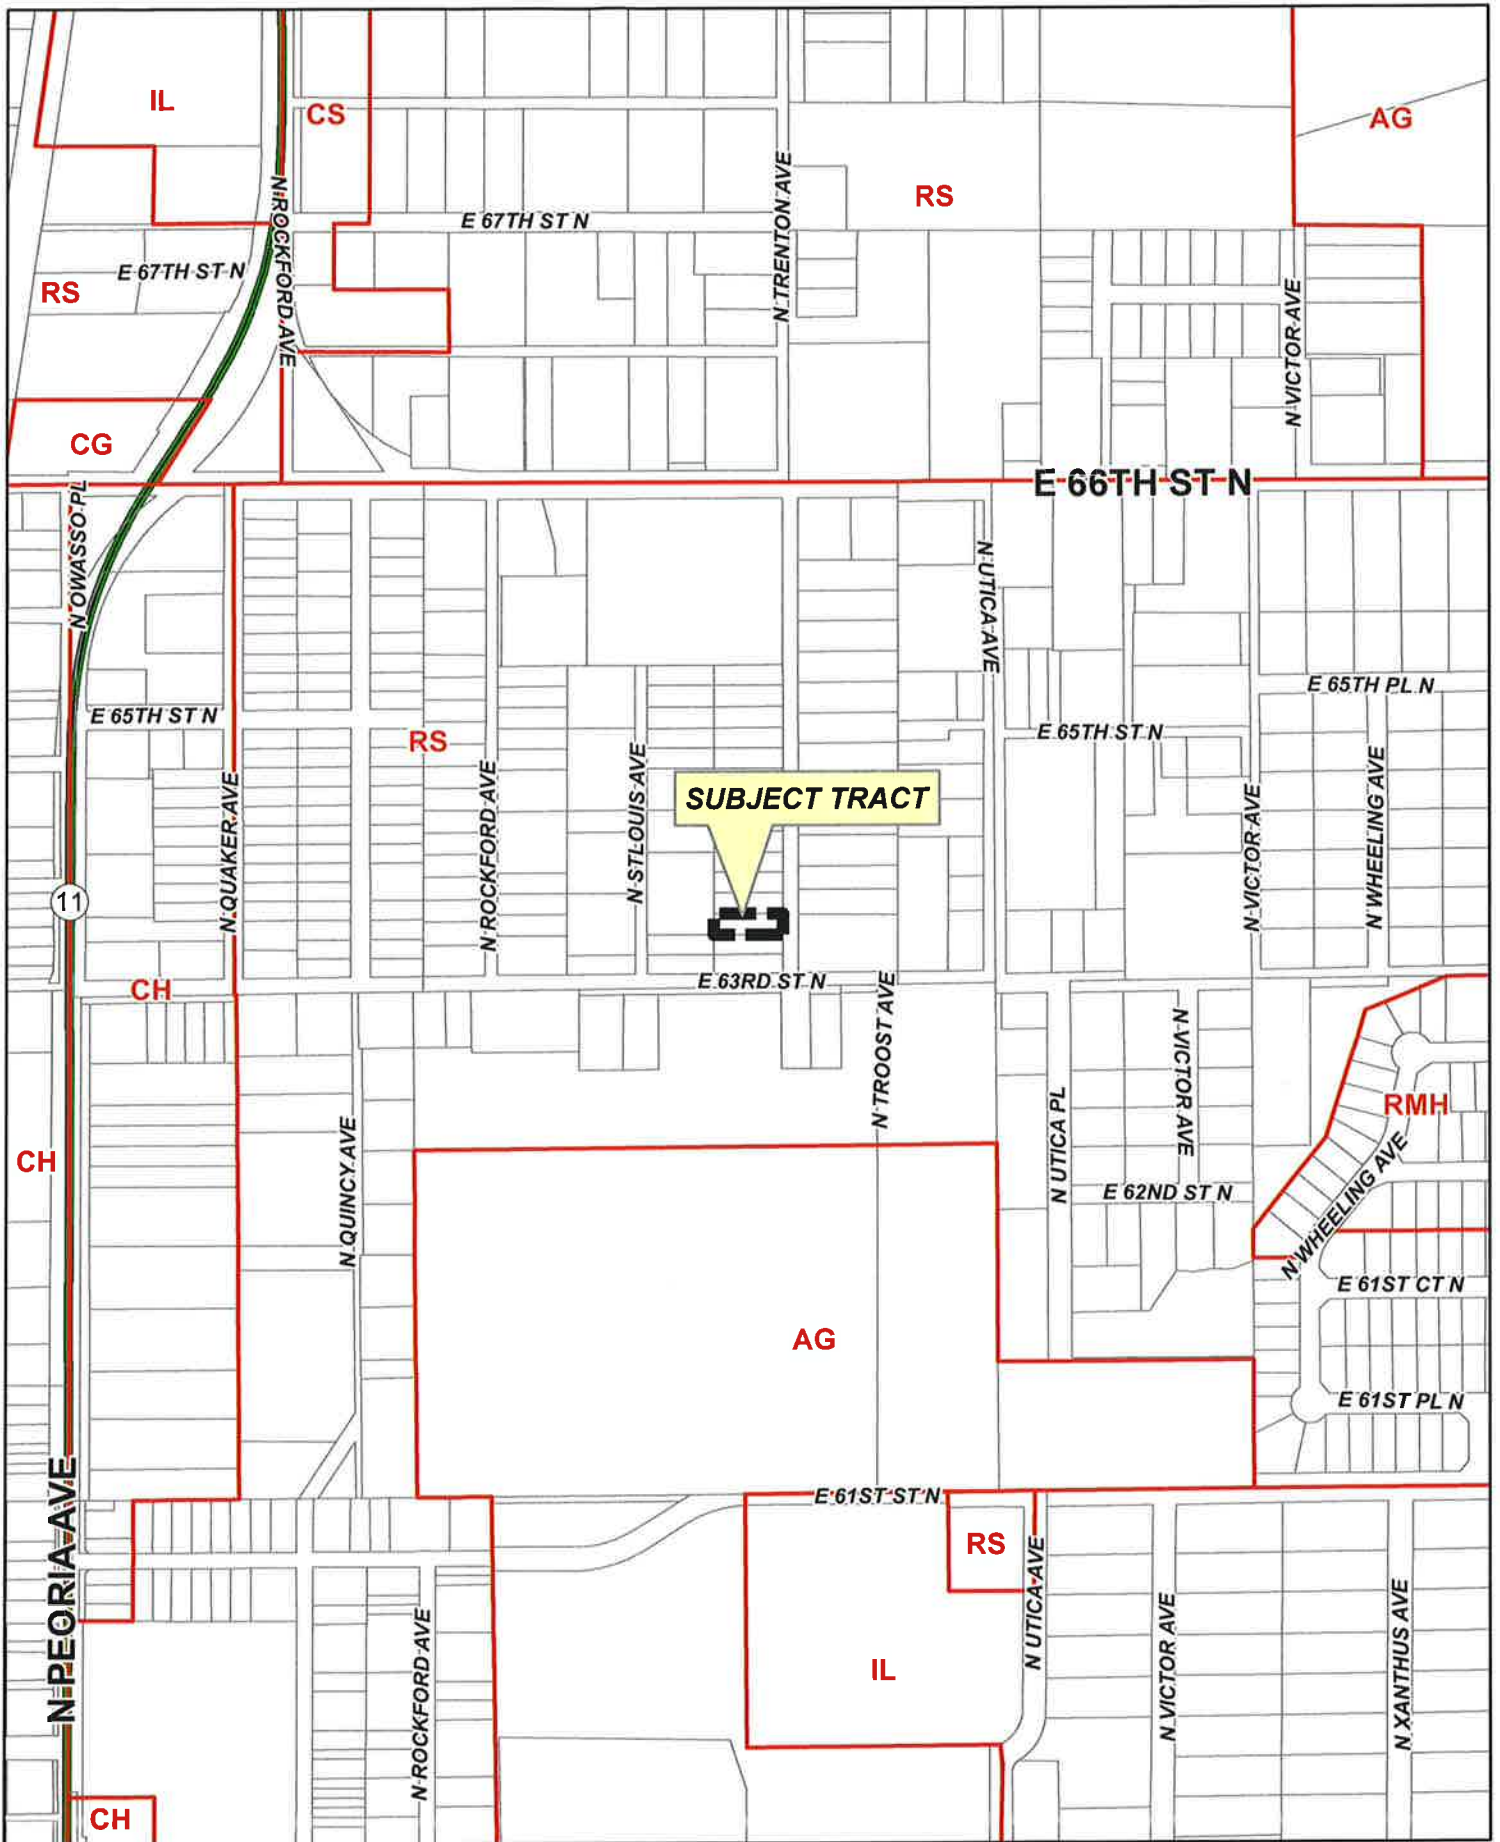 IL
CS
AG
RS
N ROCKFORD AVE
N TRENTON AVE
E 67TH ST N
E 67TH ST N
RS
N VICTOR AVE
CG
E 66TH ST N
N OWASSO PL
N UTICA AVE
E 65TH PL N
E 65TH ST N
RS
E 65TH ST N
N QUAKER AVE
N ROCKFORD AVE
N ST LOUIS AVE
SUBJECT TRACT
N VICTOR AVE
N WHEELING AVE
11
CH
E 63RD ST N
N TROOST AVE
N VICTOR AVE
RMH
CH
N QUINCY AVE
N UTICA PL
E 62ND ST N
N WHEELING AVE
E 61ST CT N
AG
E 61ST PL N
N PEORIA AVE
E 61ST ST N
RS
N UTICA AVE
N ROCKFORD AVE
IL
N VICTOR AVE
N XANTHUS AVE
CH